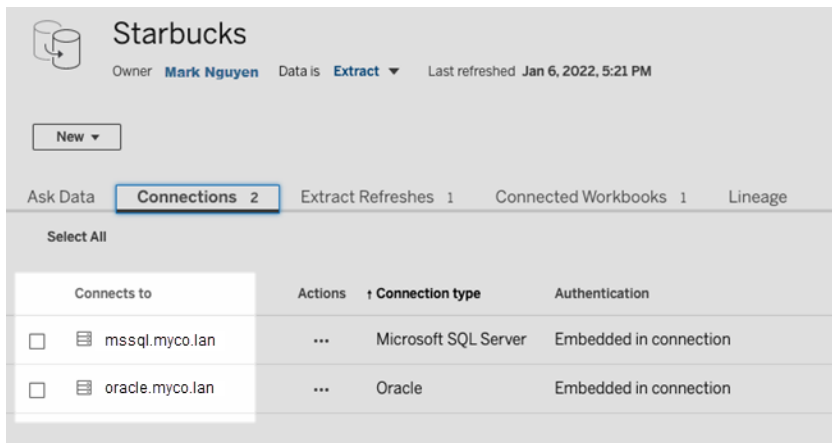 Starbucks
Owner Mark Nguyen Data is Extract Last refreshed Jan 6, 2022, 5:21 PM
New
Ask Data Connections 2 Extract Refreshes 1 Connected Workbooks 1 Lineage
Select All
Connects to Actions ↑ Connection type Authentication
mssql.myco.lan ••• Microsoft SQL Server Embedded in connection
oracle.myco.lan ••• Oracle Embedded in connection